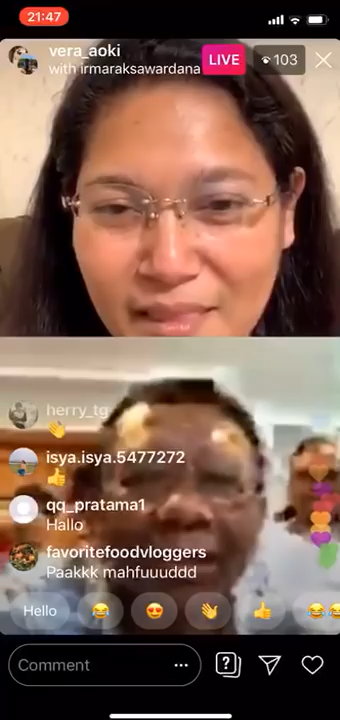 21:47
vera_aoki
with irmaraksawardana
LIVE
103
herry_tg
👋
isya.isya.5477272
👍
qq_pratama1
Hallo
favoritefoodvloggers
Paakkk mahfuuuddd
Hello 😂 😍 👋 👍 😂😂
Comment